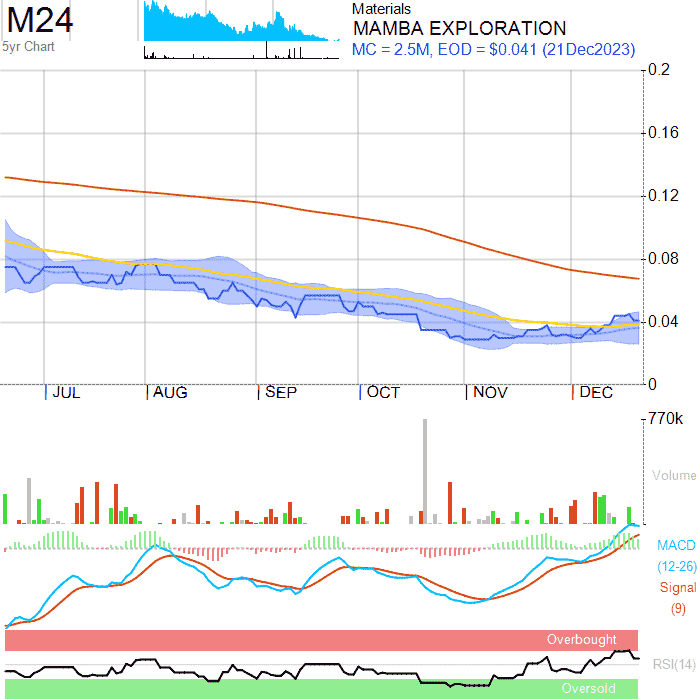 M24
5yr Chart
Materials
MAMBA EXPLORATION
MC = 2.5M, EOD = $0.041 (21Dec2023)
0.2
0.16
0.12
0.08
0.04
0
JUL AUG SEP OCT NOV DEC
770k
Volume
MACD
(12-26)
Signal
(9)
Overbought
RSI(14)
Oversold